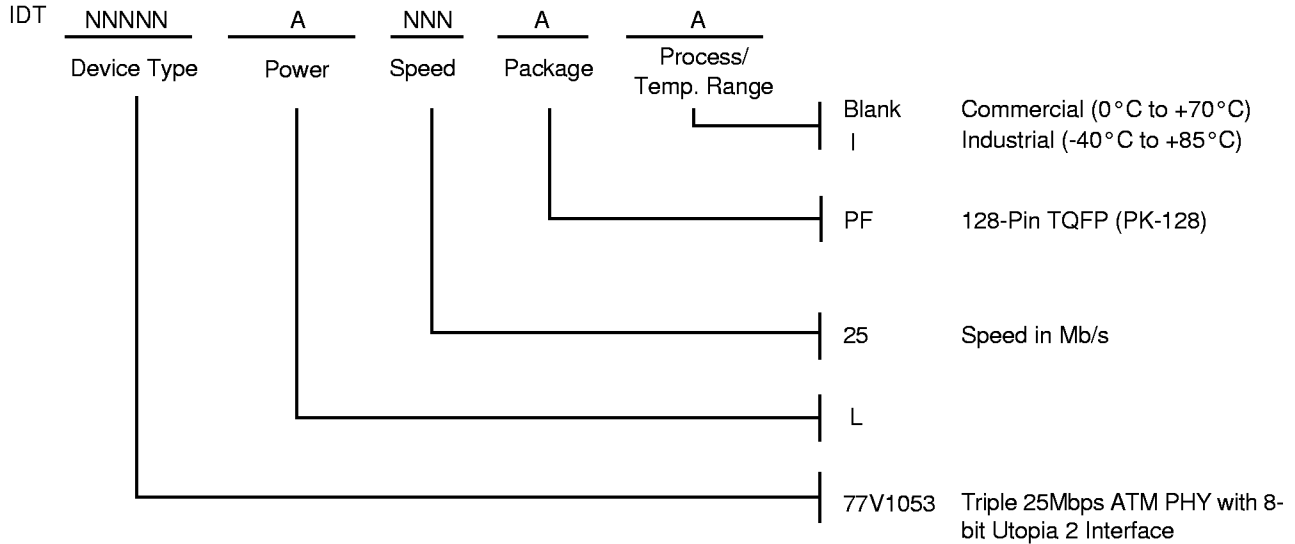 IDT NNNNN A NNN A A
Device Type Power Speed Package Process/
Temp. Range
Blank Commercial (0°C to +70°C)
I Industrial (-40°C to +85°C)
PF 128-Pin TQFP (PK-128)
25 Speed in Mb/s
L
77V1053 Triple 25Mbps ATM PHY with 8-
bit Utopia 2 Interface